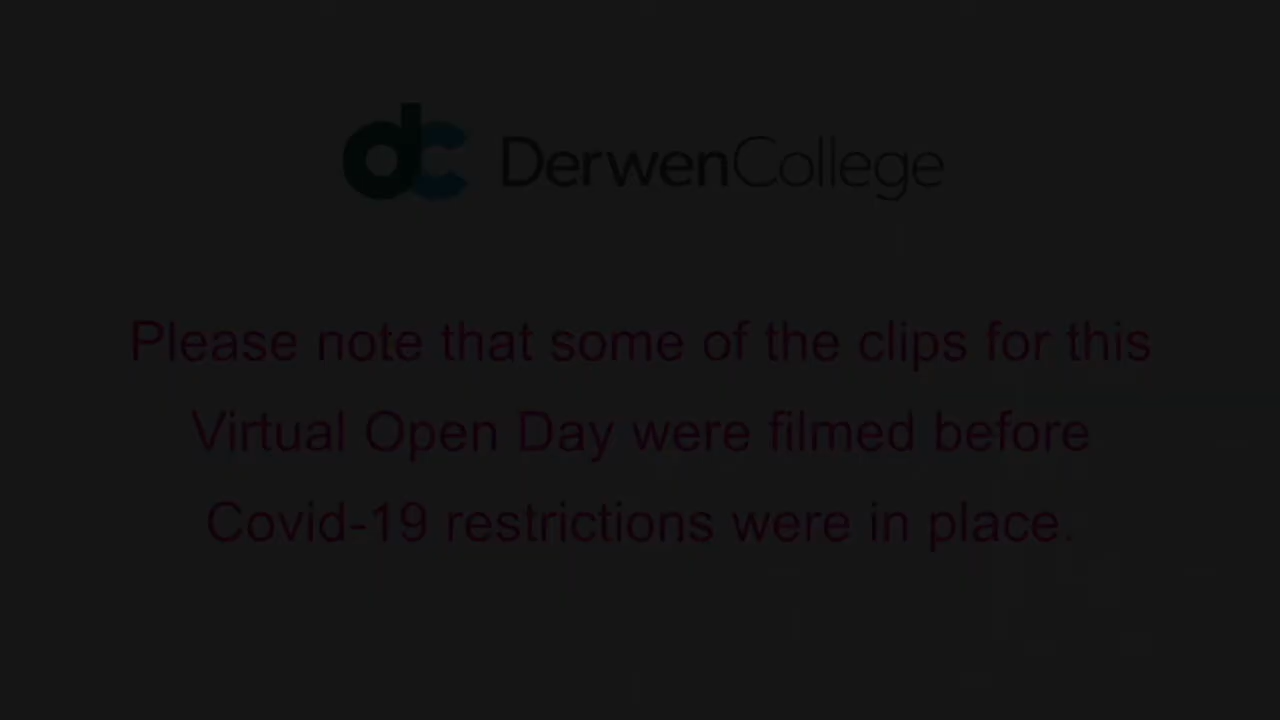 dc DerwenCollege
Please note that some of the clips for this
Virtual Open Day were filmed before
Covid-19 restrictions were in place.